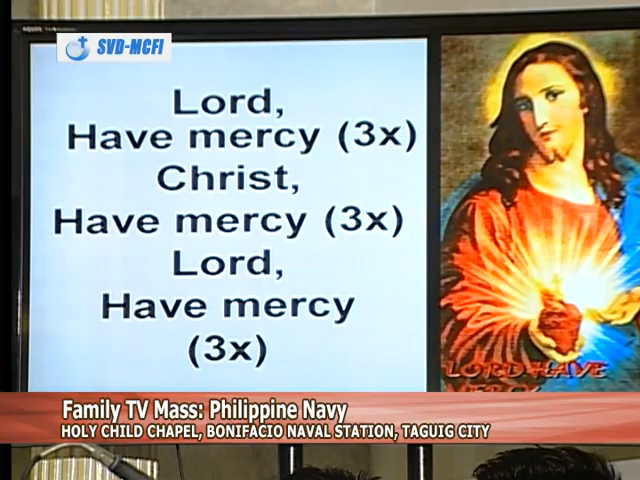 SVD-MCFI
Lord,
Have mercy (3x)
Christ,
Have mercy (3x)
Lord,
Have mercy
(3x)
LORD HAVE
MERCY
Family TV Mass: Philippine Navy
HOLY CHILD CHAPEL, BONIFACIO NAVAL STATION, TAGUIG CITY